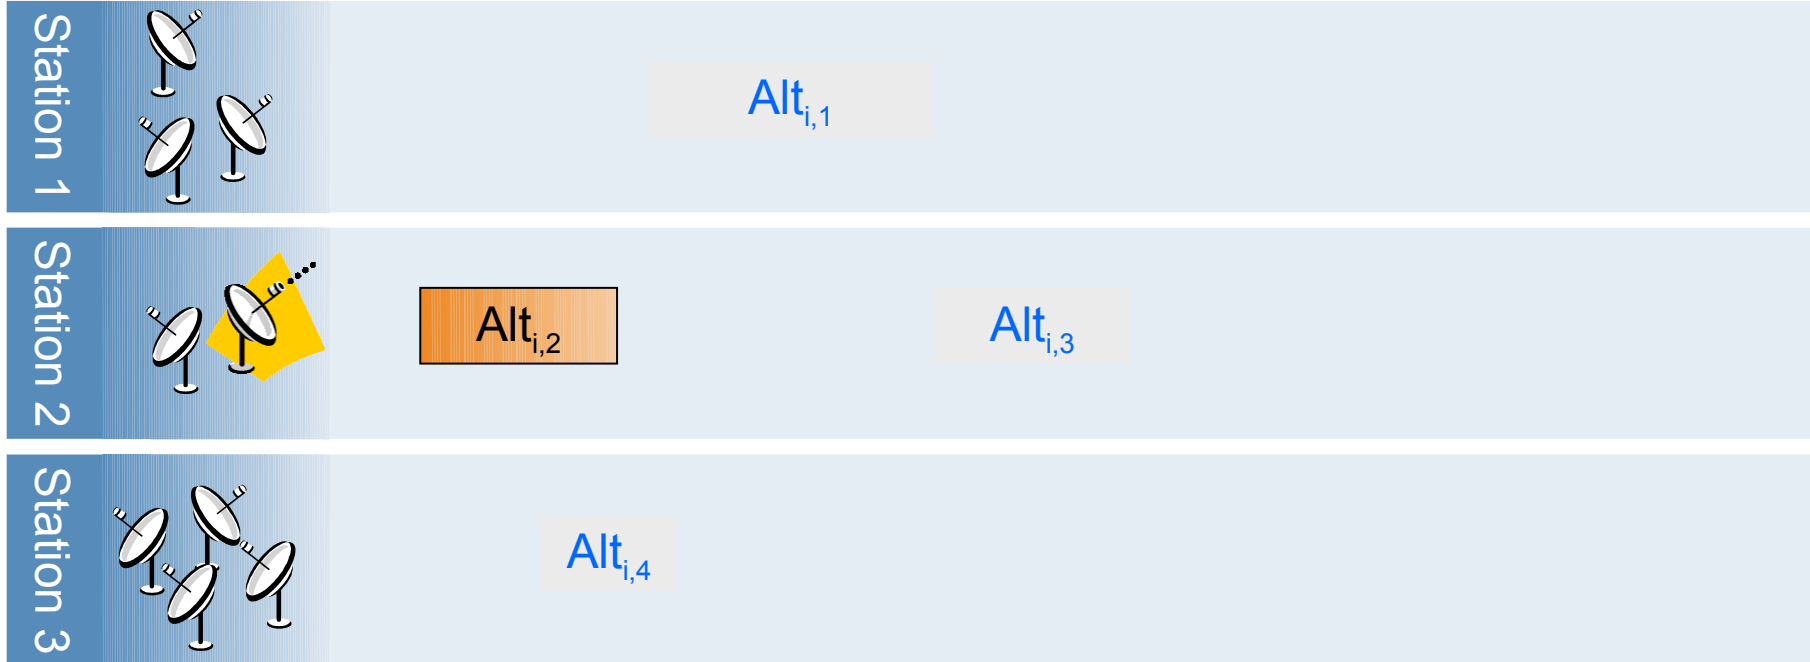 Station 1
Alt_{i,1}
Station 2
Alt_{i,2}
Alt_{i,3}
Station 3
Alt_{i,4}